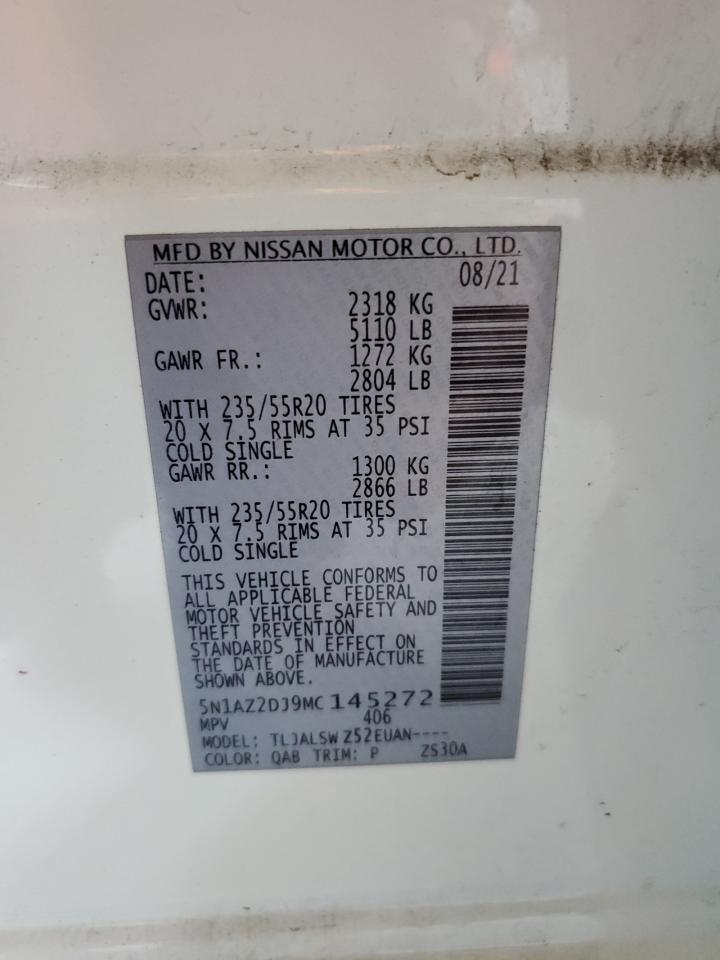 MFD BY NISSAN MOTOR CO., LTD.
DATE: 08/21
GVWR: 2318 KG
5110 LB
GAWR FR.: 1272 KG
2804 LB
WITH 235/55R20 TIRES
20 X 7.5 RIMS AT 35 PSI
COLD SINGLE
GAWR RR.: 1300 KG
2866 LB
WITH 235/55R20 TIRES
20 X 7.5 RIMS AT 35 PSI
COLD SINGLE
THIS VEHICLE CONFORMS TO
ALL APPLICABLE FEDERAL
MOTOR VEHICLE SAFETY AND
THEFT PREVENTION
STANDARDS IN EFFECT ON
THE DATE OF MANUFACTURE
SHOWN ABOVE.
5N1AZ2DJ9MC145272
MPV 406
MODEL: TLJALSW Z52EUAN----
COLOR: QAB TRIM: P ZS30A